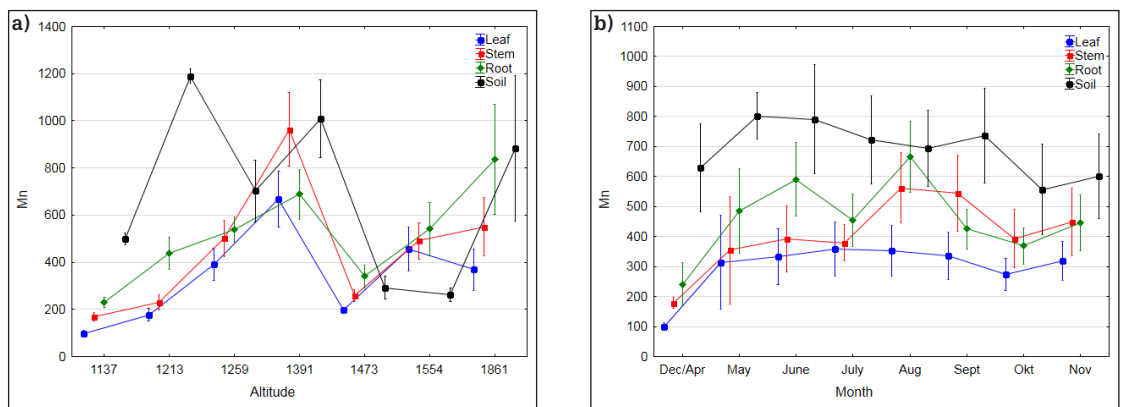 a)
1400
1200
1000
800
600
400
200
0
Mn
1137 1213 1259 1391 1473 1554 1861
Altitude
Leaf
Stem
Root
Soil
b)
1100
1000
900
800
700
600
500
400
300
200
100
0
Mn
Dec/Apr May June July Aug Sept Okt Nov
Month
Leaf
Stem
Root
Soil